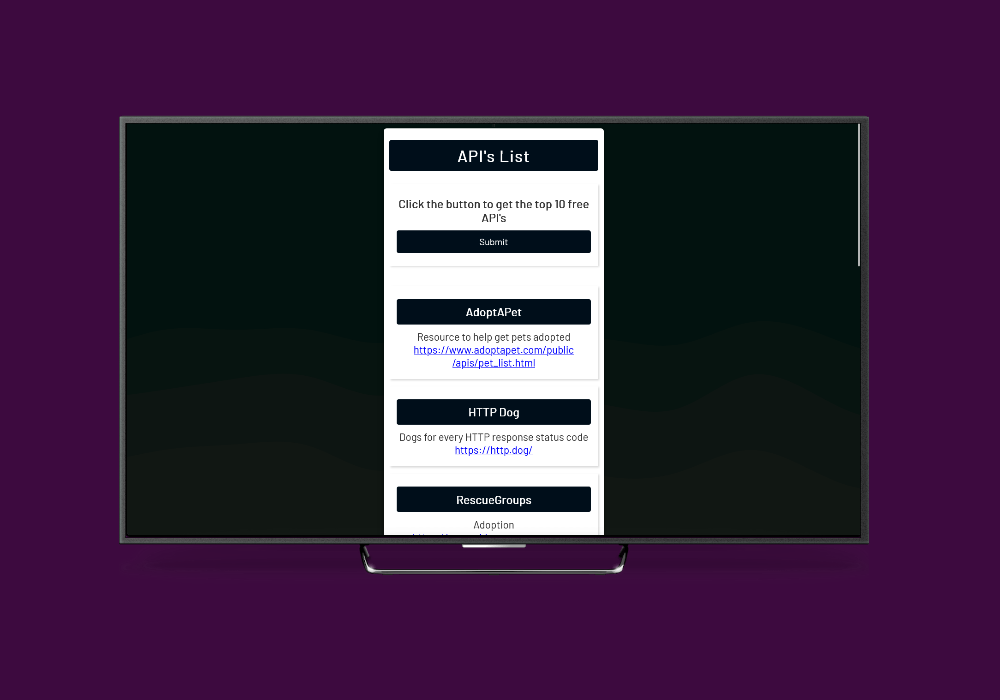 API's List
Click the button to get the top 10 free
API's
Submit
AdoptAPet
Resource to help get pets adopted
https://www.adoptapet.com/public
/apis/pet_list.html
HTTP Dog
Dogs for every HTTP response status code
https://http.dog/
RescueGroups
Adoption